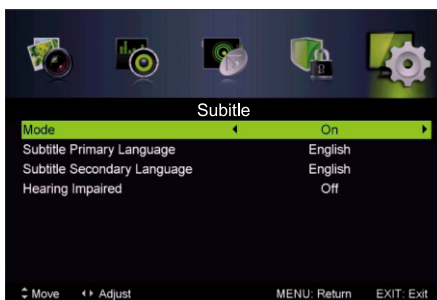 Subitle
Mode On
Subtitle Primary Language English
Subtitle Secondary Language English
Hearing Impaired Off
Move Adjust MENU: Return EXIT: Exit